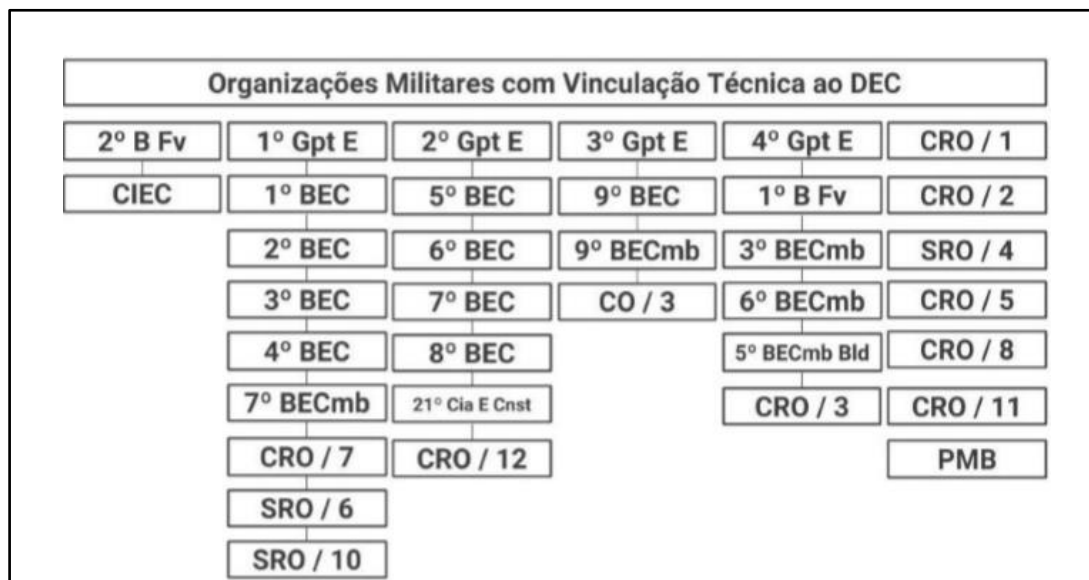 Organizações Militares com Vinculação Técnica ao DEC
2º B Fv
CIEC
1º Gpt E
1º BEC
2º BEC
3º BEC
4º BEC
7º BECmb
CRO / 7
SRO / 6
SRO / 10
2º Gpt E
5º BEC
6º BEC
7º BEC
8º BEC
21º Cia E Cnst
CRO / 12
3º Gpt E
9º BEC
9º BECmb
CO / 3
4º Gpt E
1º B Fv
3º BECmb
6º BECmb
5º BECmb Bld
CRO / 3
CRO / 1
CRO / 2
SRO / 4
CRO / 5
CRO / 8
CRO / 11
PMB